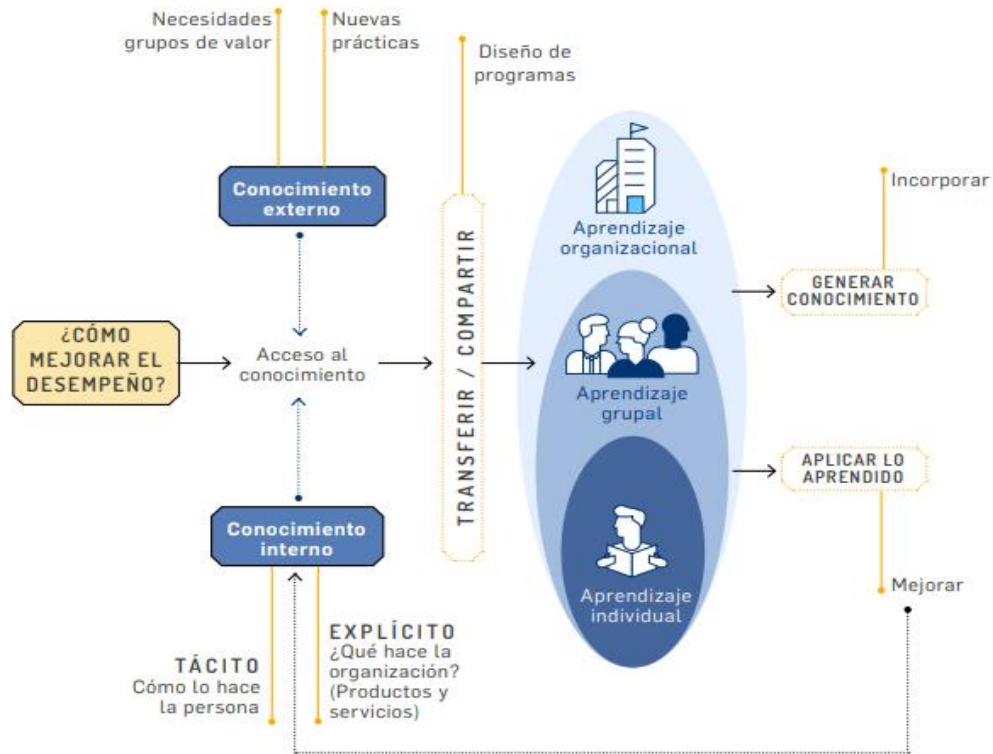 Necesidades
grupos de valor
Nuevas
prácticas
Diseño de
programas
Conocimiento
externo
¿CÓMO
MEJORAR EL
DESEMPEÑO?
Acceso al
conocimiento
TRANSFERIR / COMPARTIR
Aprendizaje
organizacional
Aprendizaje
grupal
Aprendizaje
individual
Incorporar
GENERAR
CONOCIMIENTO
APLICAR LO
APRENDIDO
Mejorar
Conocimiento
interno
TÁCITO
Cómo lo hace
la persona
EXPLÍCITO
¿Qué hace la
organización?
(Productos y
servicios)